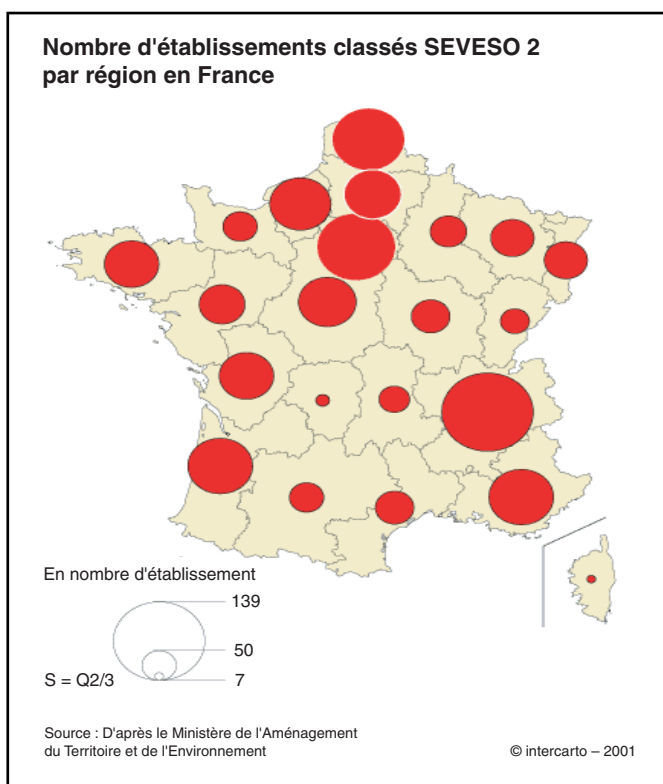 Nombre d'établissements classés SEVESO 2
par région en France
En nombre d'établissement
139
50
S = Q2/3
7
Source : D'après le Ministère de l'Aménagement
du Territoire et de l'Environnement
© intercarto – 2001